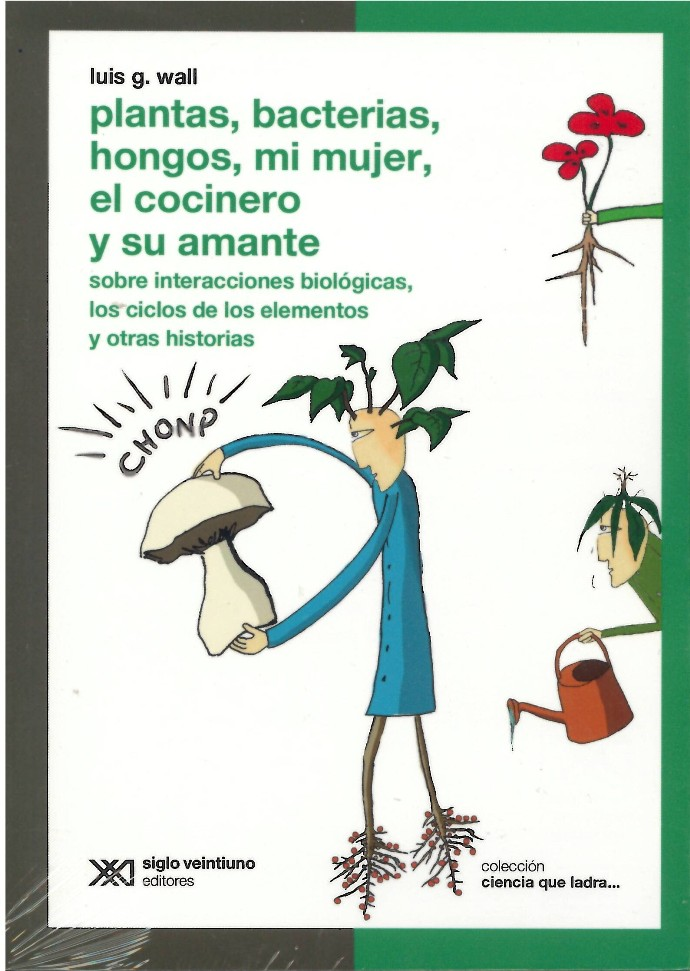 luis g. wall
plantas, bacterias,
hongos, mi mujer,
el cocinero
y su amante
sobre interacciones biológicas,
los ciclos de los elementos
y otras historias
CHONP
siglo veintiuno
editores
colección
ciencia que ladra...